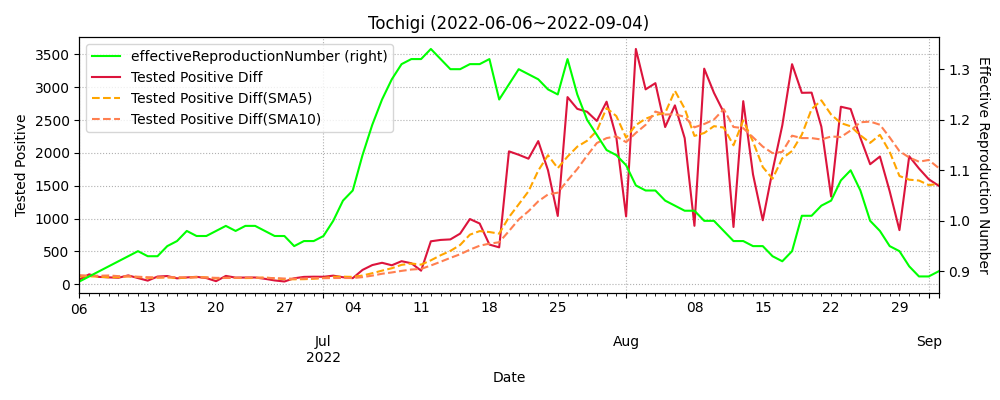 Tochigi (2022-06-06~2022-09-04)
effectiveReproductionNumber (right)
Tested Positive Diff
Tested Positive Diff(SMA5)
Tested Positive Diff(SMA10)
Tested Positive
3500
3000
2500
2000
1500
1000
500
0
1.3
1.2
1.1
1.0
0.9
Effective Reproduction Number
06 13 20 27 04 11 18 25 08 15 22 29
Jul Aug Sep
2022
Date